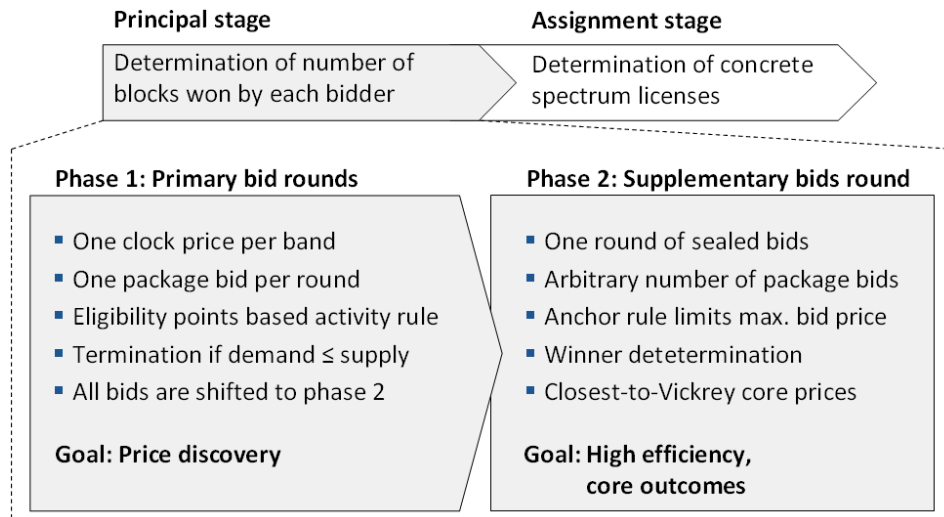 Principal stage
Determination of number of
blocks won by each bidder
Assignment stage
Determination of concrete
spectrum licenses
Phase 1: Primary bid rounds
▪ One clock price per band
▪ One package bid per round
▪ Eligibility points based activity rule
▪ Termination if demand ≤ supply
▪ All bids are shifted to phase 2
Goal: Price discovery
Phase 2: Supplementary bids round
▪ One round of sealed bids
▪ Arbitrary number of package bids
▪ Anchor rule limits max. bid price
▪ Winner detetermination
▪ Closest-to-Vickrey core prices
Goal: High efficiency,
core outcomes